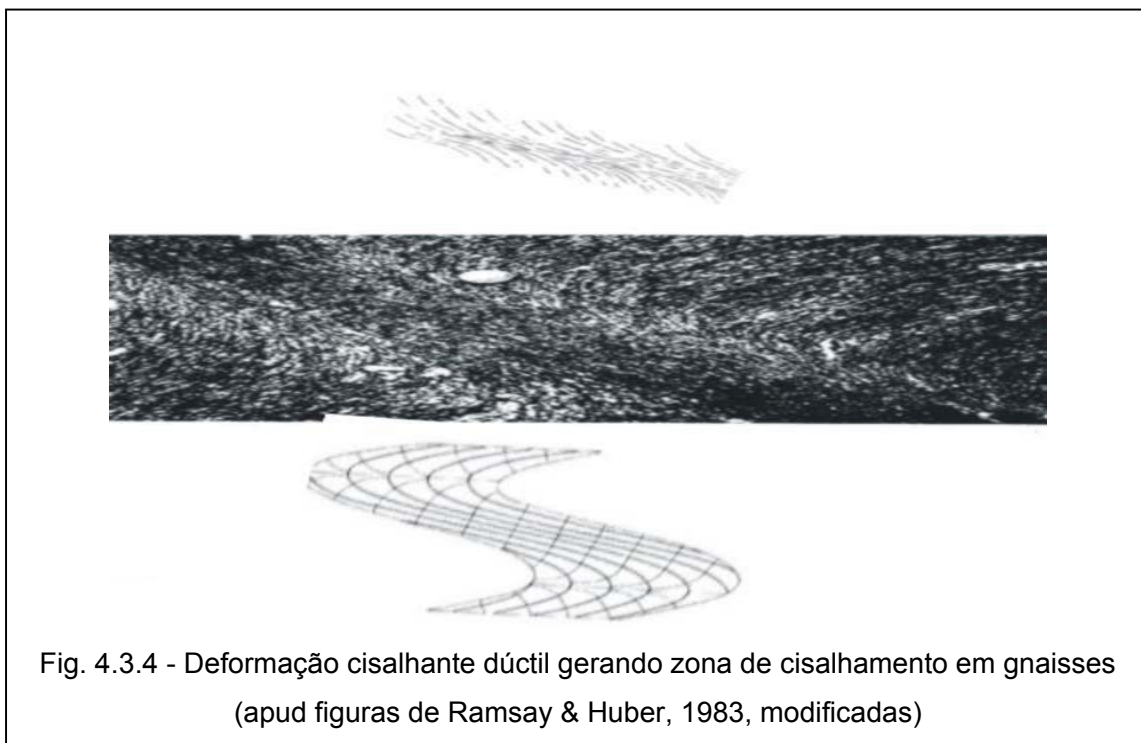 Fig. 4.3.4 - Deformação cisalhante dúctil gerando zona de cisalhamento em gnaisses
(apud figuras de Ramsay & Huber, 1983, modificadas)